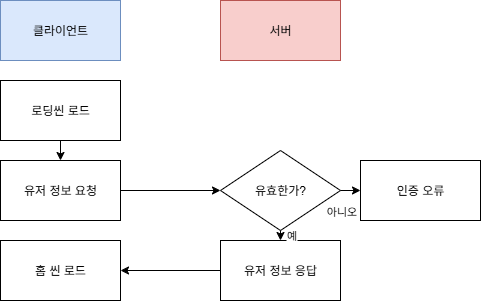 클라이언트
서버
로딩씬 로드
유저 정보 요청
유효한가?
인증 오류
아니오
예
홈 씬 로드
유저 정보 응답